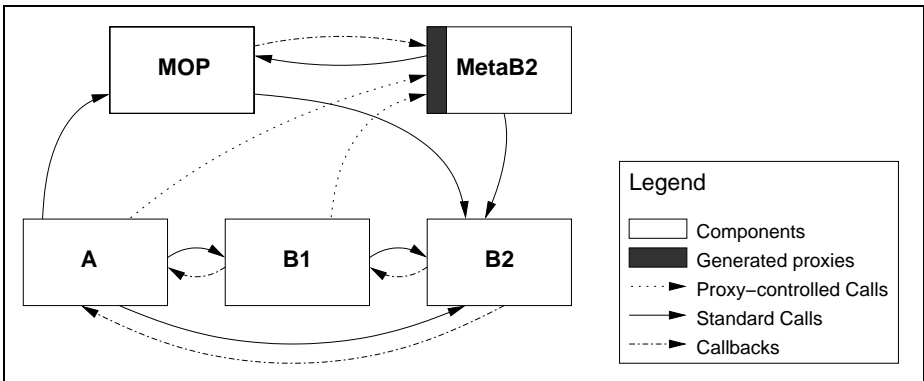 MOP
MetaB2
A
B1
B2
Legend
Components
Generated proxies
Proxy−controlled Calls
Standard Calls
Callbacks